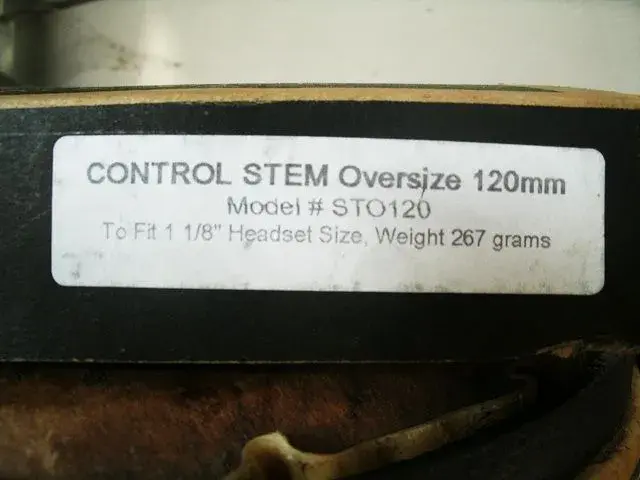 CONTROL STEM Oversize 120mm
Model # STO120
To Fit 1 1/8" Headset Size, Weight 267 grams